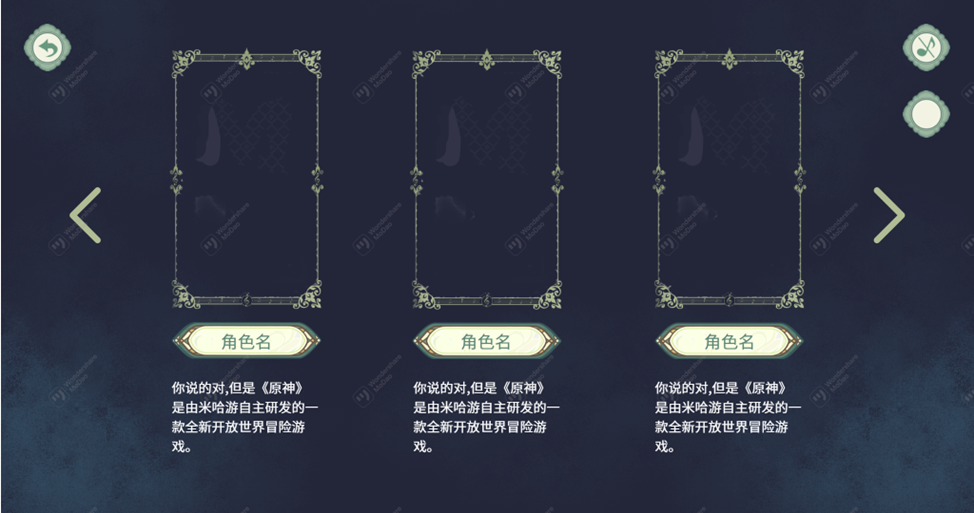 角色名
角色名
角色名
你说的对,但是《原神》
是由米哈游自主研发的一
款全新开放世界冒险游
戏。
你说的对,但是《原神》
是由米哈游自主研发的一
款全新开放世界冒险游
戏。
你说的对,但是《原神》
是由米哈游自主研发的一
款全新开放世界冒险游
戏。
Wondershare
MoDao